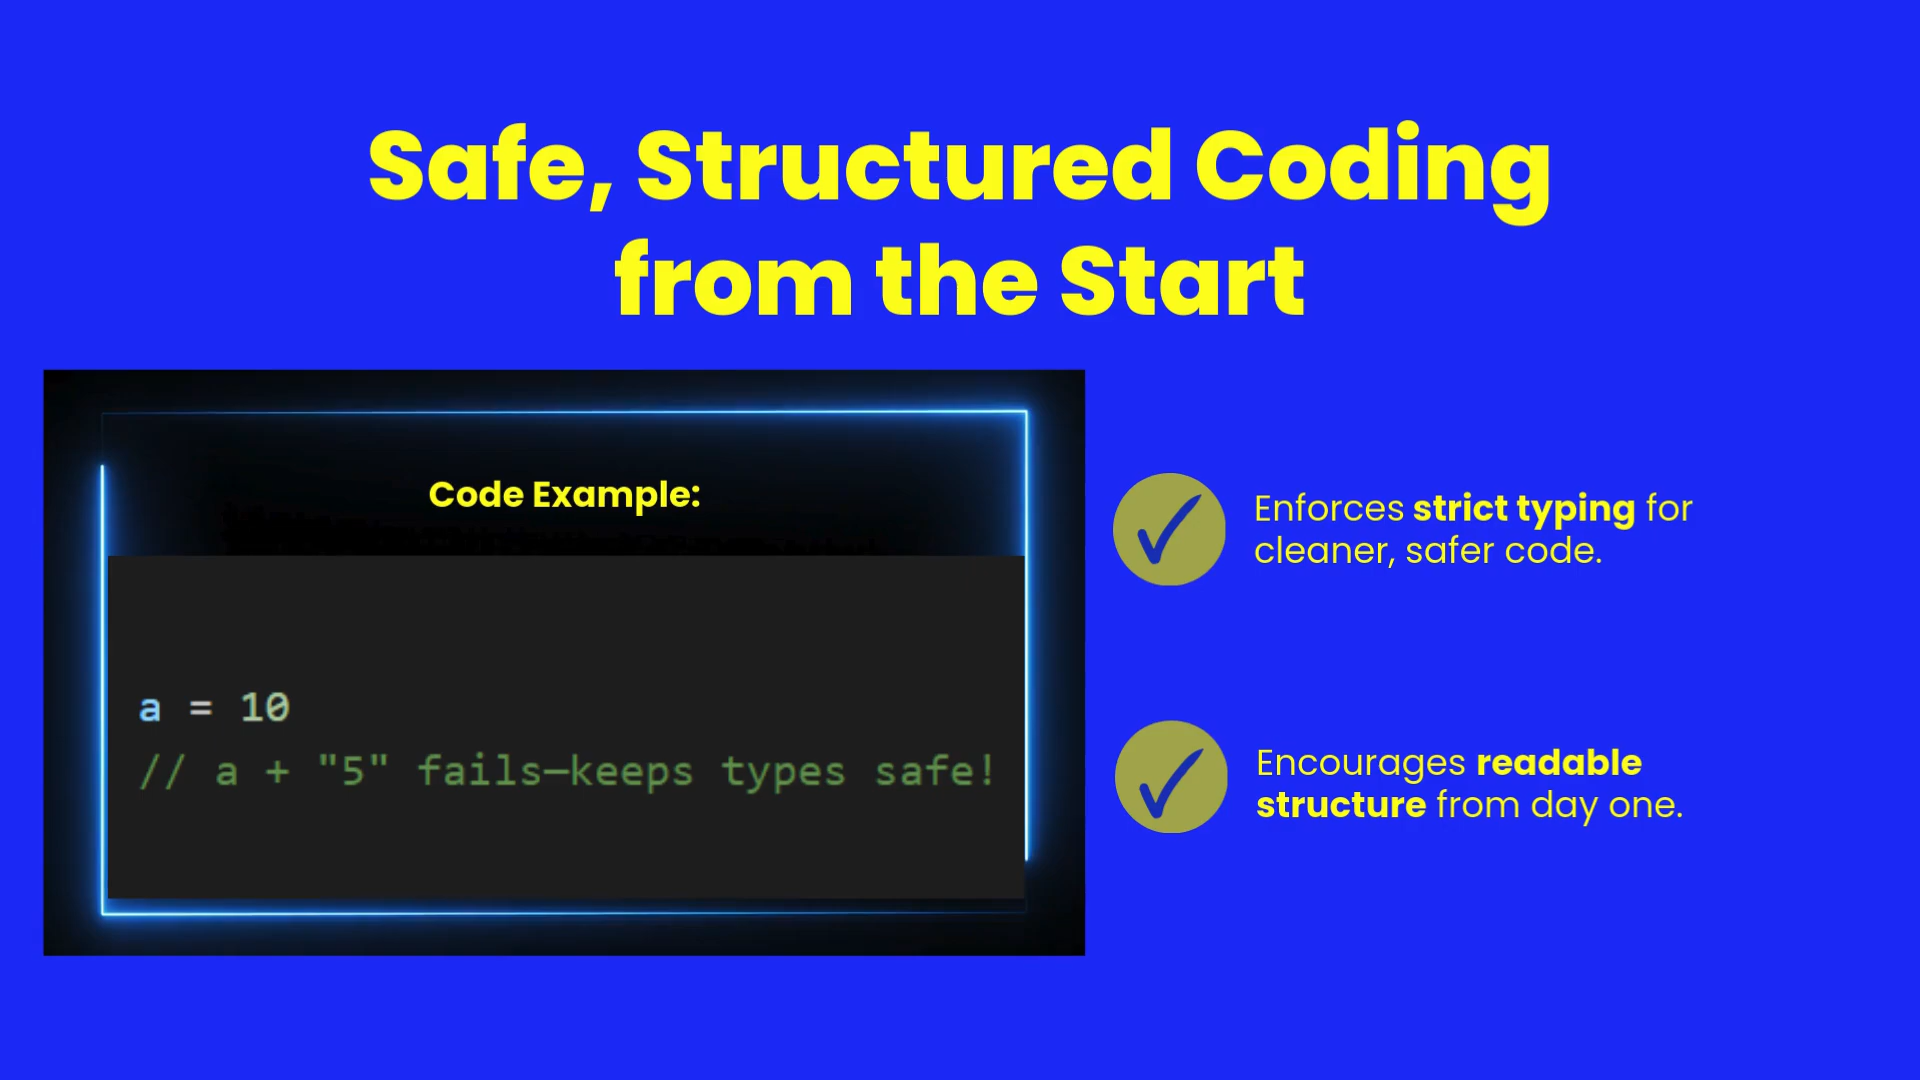 Safe, Structured Coding
from the Start
Code Example:
a = 10
// a + "5" fails—keeps types safe!
Enforces strict typing for
cleaner, safer code.
Encourages readable
structure from day one.